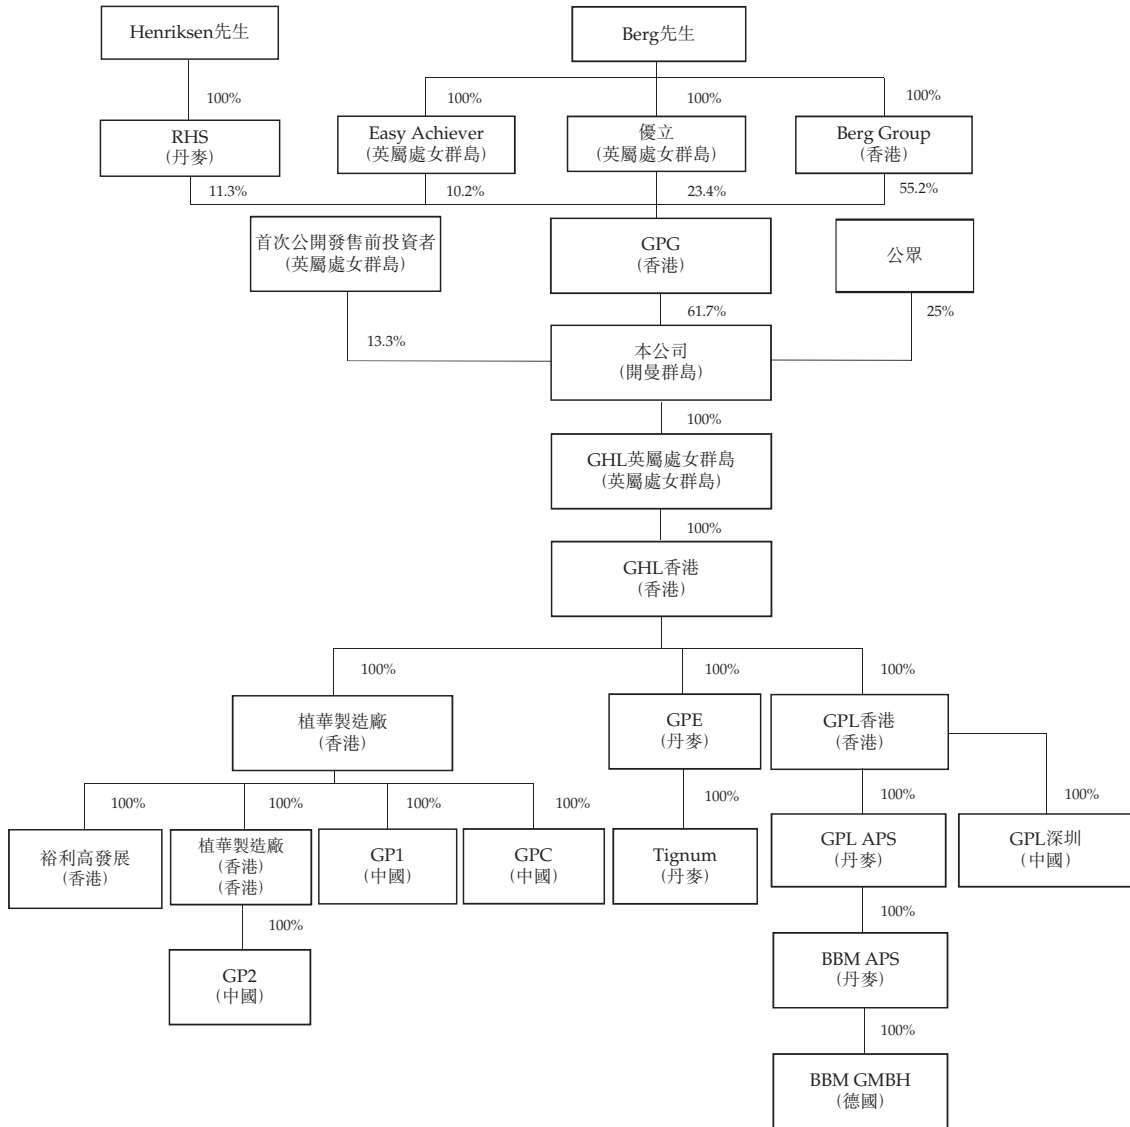 Henriksen先生
Berg先生
100%
100%
100%
100%
RHS
(丹麥)
Easy Achiever
(英屬處女群島)
優立
(英屬處女群島)
Berg Group
(香港)
11.3%
10.2%
23.4%
55.2%
首次公開發售前投資者
(英屬處女群島)
GPG
(香港)
公眾
13.3%
61.7%
25%
本公司
(開曼群島)
100%
GHL英屬處女群島
(英屬處女群島)
100%
GHL香港
(香港)
100%
100%
100%
植華製造廠
(香港)
GPE
(丹麥)
GPL香港
(香港)
100%
100%
100%
100%
100%
100%
100%
裕利高發展
(香港)
植華製造廠
(香港)
(香港)
GP1
(中國)
GPC
(中國)
Tignum
(丹麥)
GPL APS
(丹麥)
GPL深圳
(中國)
100%
100%
GP2
(中國)
BBM APS
(丹麥)
100%
BBM GMBH
(德國)